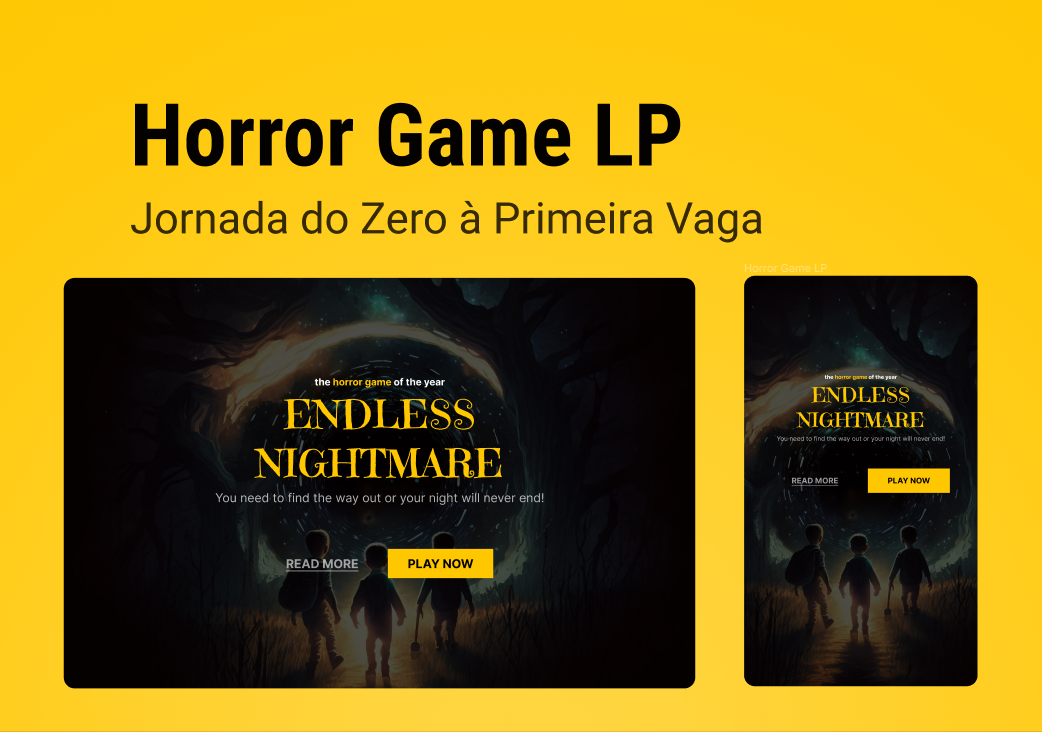 Horror Game LP
Jornada do Zero à Primeira Vaga
the horror game of the year
ENDLESS
NIGHTMARE
You need to find the way out or your night will never end!
READ MORE
PLAY NOW
Horror Game LP
the horror game of the year
ENDLESS
NIGHTMARE
You need to find the way out or your night will never end!
READ MORE
PLAY NOW